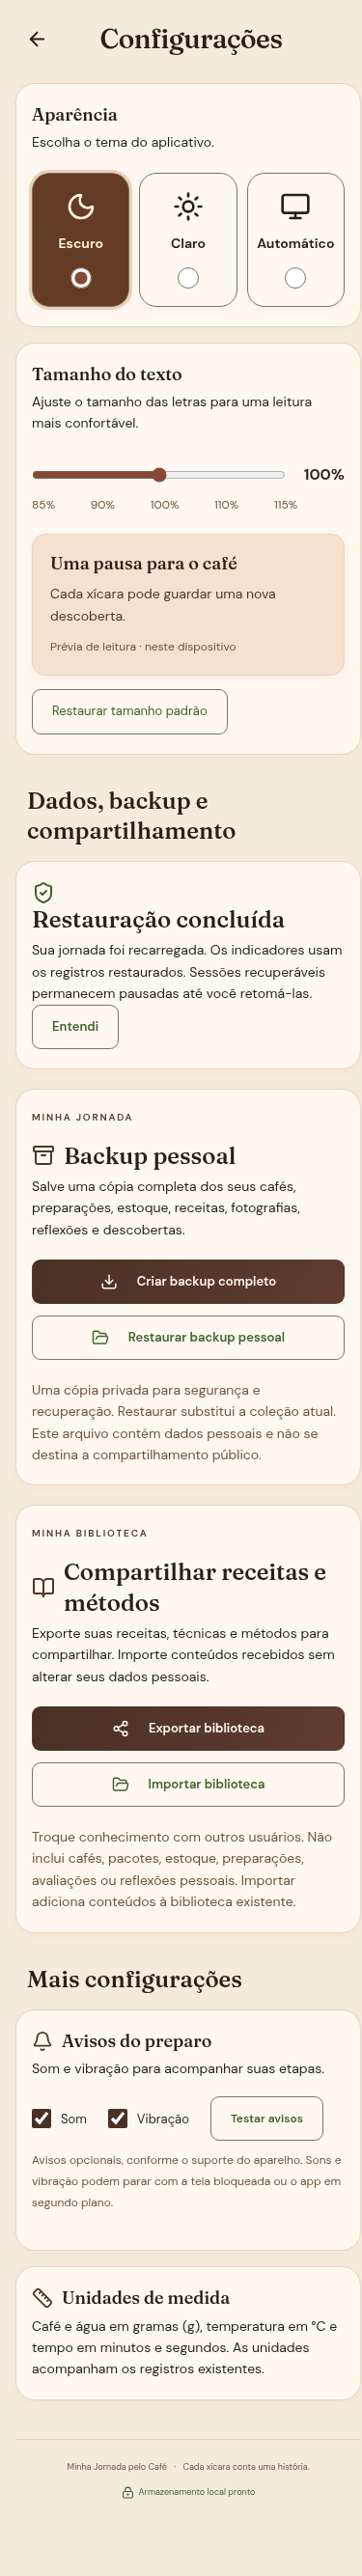 Configurações
Aparência
Escolha o tema do aplicativo.
Escuro
Claro
Automático
Tamanho do texto
Ajuste o tamanho das letras para uma leitura
mais confortável.
100%
85% 90% 100% 110% 115%
Uma pausa para o café
Cada xícara pode guardar uma nova
descoberta.
Prévia de leitura · neste dispositivo
Restaurar tamanho padrão
Dados, backup e
compartilhamento
Restauração concluída
Sua jornada foi recarregada. Os indicadores usam
os registros restaurados. Sessões recuperáveis
permanecem pausadas até você retomá-las.
Entendi
MINHA JORNADA
Backup pessoal
Salve uma cópia completa dos seus cafés,
preparações, estoque, receitas, fotografias,
reflexões e descobertas.
Criar backup completo
Restaurar backup pessoal
Uma cópia privada para segurança e
recuperação. Restaurar substitui a coleção atual.
Este arquivo contém dados pessoais e não se
destina a compartilhamento público.
MINHA BIBLIOTECA
Compartilhar receitas e
métodos
Exporte suas receitas, técnicas e métodos para
compartilhar. Importe conteúdos recebidos sem
alterar seus dados pessoais.
Exportar biblioteca
Importar biblioteca
Troque conhecimento com outros usuários. Não
inclui cafés, pacotes, estoque, preparações,
avaliações ou reflexões pessoais. Importar
adiciona conteúdos à biblioteca existente.
Mais configurações
Avisos do preparo
Som e vibração para acompanhar suas etapas.
Som
Vibração
Testar avisos
Avisos opcionais, conforme o suporte do aparelho. Sons e
vibração podem parar com a tela bloqueada ou o app em
segundo plano.
Unidades de medida
Café e água em gramas (g), temperatura em °C e
tempo em minutos e segundos. As unidades
acompanham os registros existentes.
Minha Jornada pelo Café · Cada xícara conta uma história.
Armazenamento local pronto